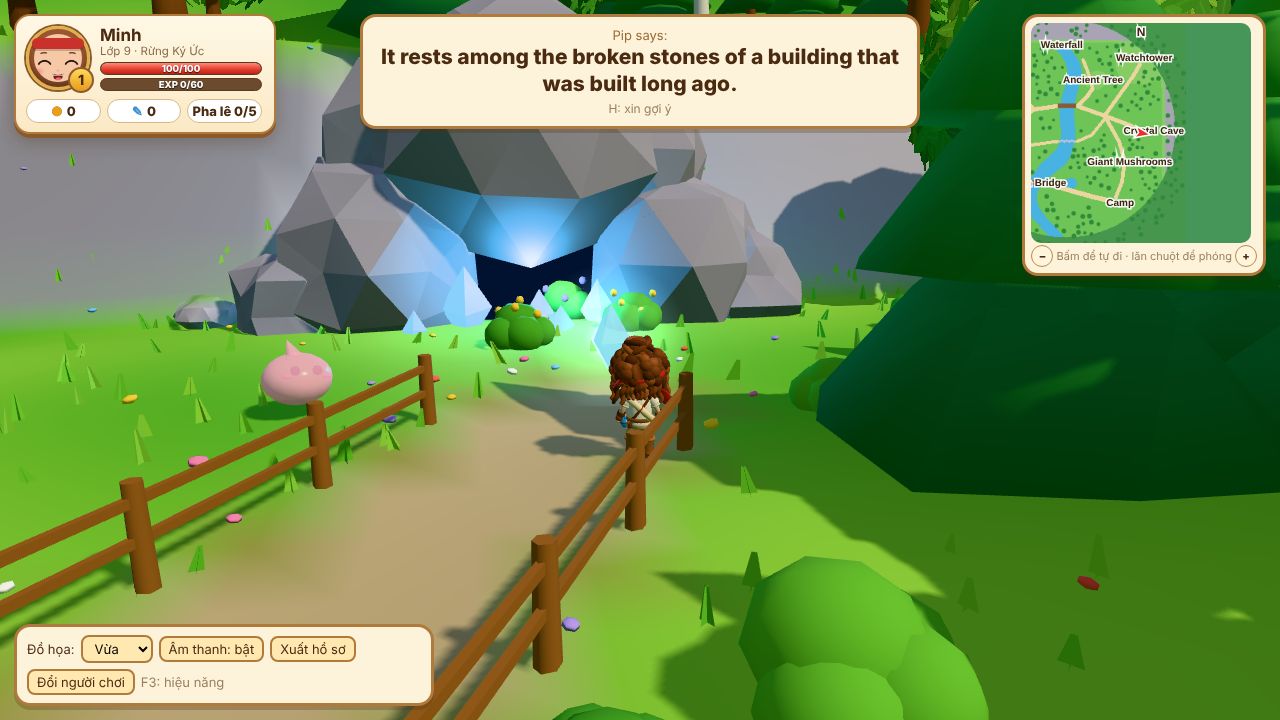 Minh
Lớp 9 · Rừng Ký Ức
100/100
EXP 0/60
1
0
0
Pha lê 0/5
Pip says:
It rests among the broken stones of a building that
was built long ago.
H: xin gợi ý
N
Waterfall
Watchtower
Ancient Tree
Crystal Cave
Giant Mushrooms
Bridge
Camp
− Bấm để tự đi · lăn chuột để phóng +
Đồ họa: Vừa Âm thanh: bật Xuất hồ sơ
Đổi người chơi F3: hiệu năng